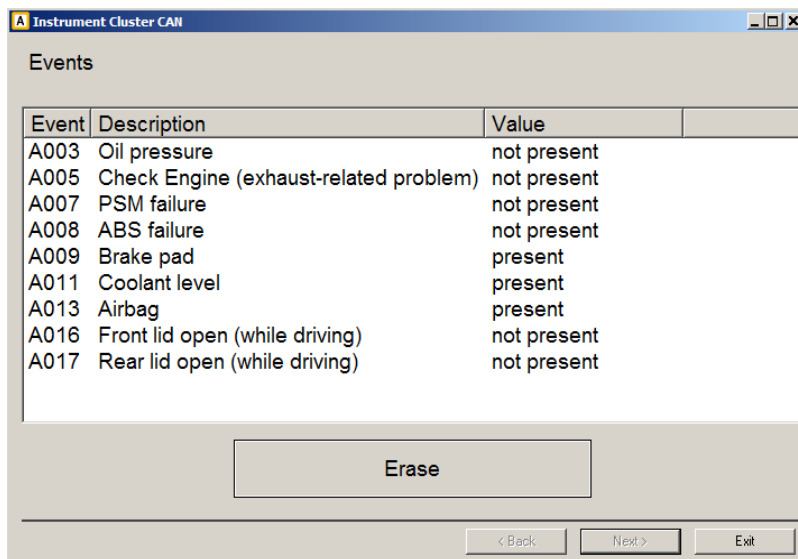 A Instrument Cluster CAN
Events
Event Description Value
A003 Oil pressure not present
A005 Check Engine (exhaust-related problem) not present
A007 PSM failure not present
A008 ABS failure not present
A009 Brake pad present
A011 Coolant level present
A013 Airbag present
A016 Front lid open (while driving) not present
A017 Rear lid open (while driving) not present
Erase
< Back Next > Exit